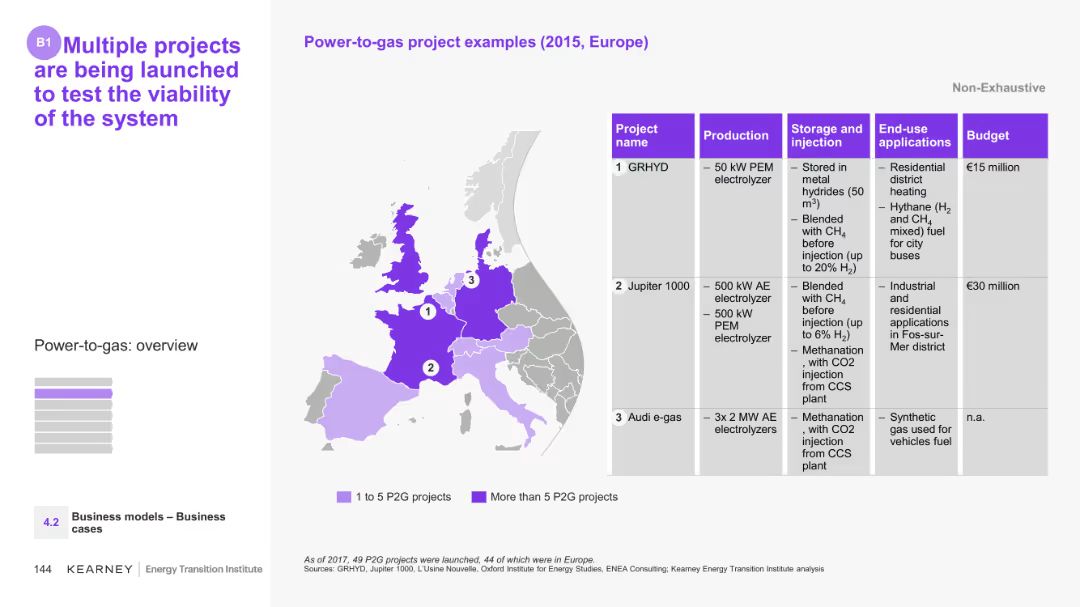 B1
Multiple projects
are being launched
to test the viability
of the system
Power-to-gas: overview
4.2
Business models – Business
cases
144 KEARNEY Energy Transition Institute
Power-to-gas project examples (2015, Europe)
Non-Exhaustive
Project
name
Production
Storage and
injection
End-use
applications
Budget
1 GRHYD
– 50 kW PEM
electrolyzer
– Stored in
metal
hydrides (50
m³)
– Blended
with CH₄
before
injection (up
to 20% H₂)
– Residential
district
heating
– Hythane (H₂
and CH₄
mixed) fuel
for city
buses
€15 million
2 Jupiter 1000
– 500 kW AE
electrolyzer
– 500 kW
PEM
electrolyzer
– Blended
with CH₄
before
injection (up
to 6% H₂)
– Methanation
, with CO2
injection
from CCS
plant
– Industrial
and
residential
applications
in Fos-sur-
Mer district
€30 million
3 Audi e-gas
– 3x 2 MW AE
electrolyzers
– Methanation
, with CO2
injection
from CCS
plant
– Synthetic
gas used for
vehicles fuel
n.a.
3
1
2
1 to 5 P2G projects
More than 5 P2G projects
As of 2017, 49 P2G projects were launched, 44 of which were in Europe.
Sources: GRHYD, Jupiter 1000, L'Usine Nouvelle, Oxford Institute for Energy Studies, ENEA Consulting; Kearney Energy Transition Institute analysis